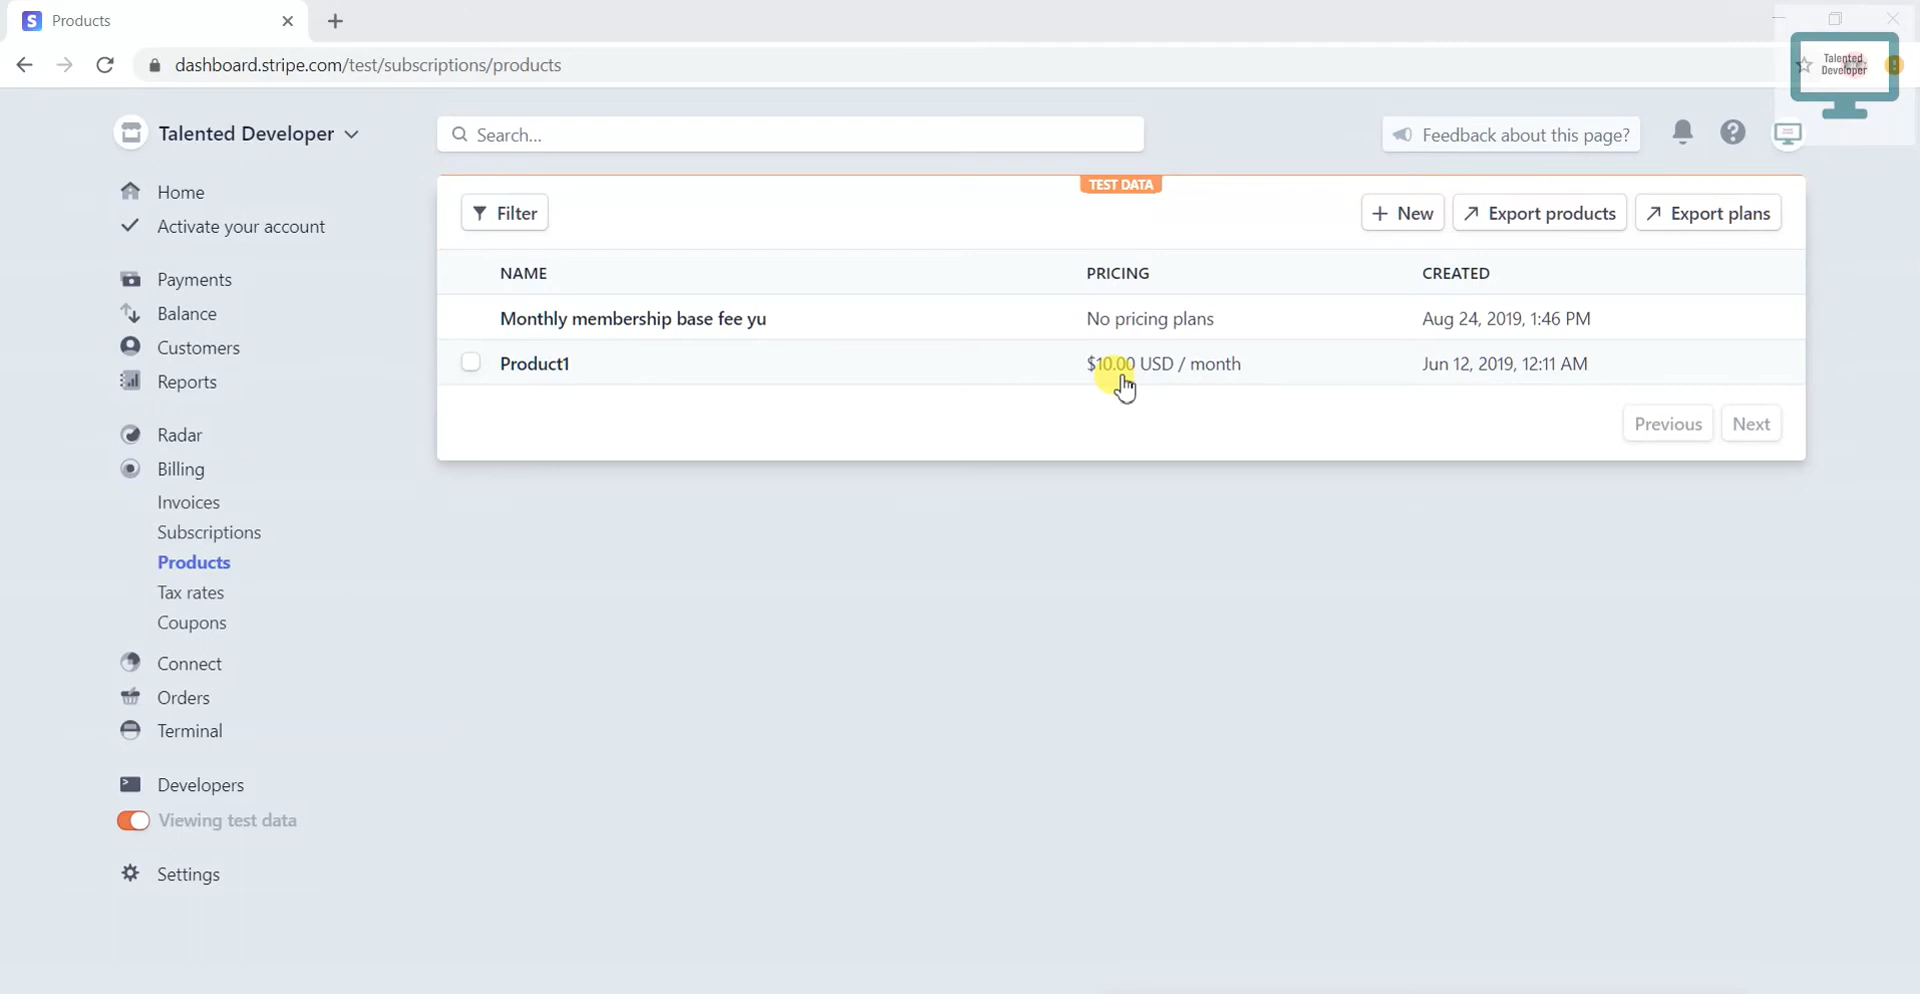 Products
dashboard.stripe.com/test/subscriptions/products
Talented
Developer
Talented Developer
Search...
Feedback about this page?
Home
Activate your account
Payments
Balance
Customers
Reports
Radar
Billing
Invoices
Subscriptions
Products
Tax rates
Coupons
Connect
Orders
Terminal
Developers
Viewing test data
Settings
TEST DATA
Filter
New
Export products
Export plans
NAME PRICING CREATED
Monthly membership base fee yu No pricing plans Aug 24, 2019, 1:46 PM
Product1 $10.00 USD / month Jun 12, 2019, 12:11 AM
Previous
Next